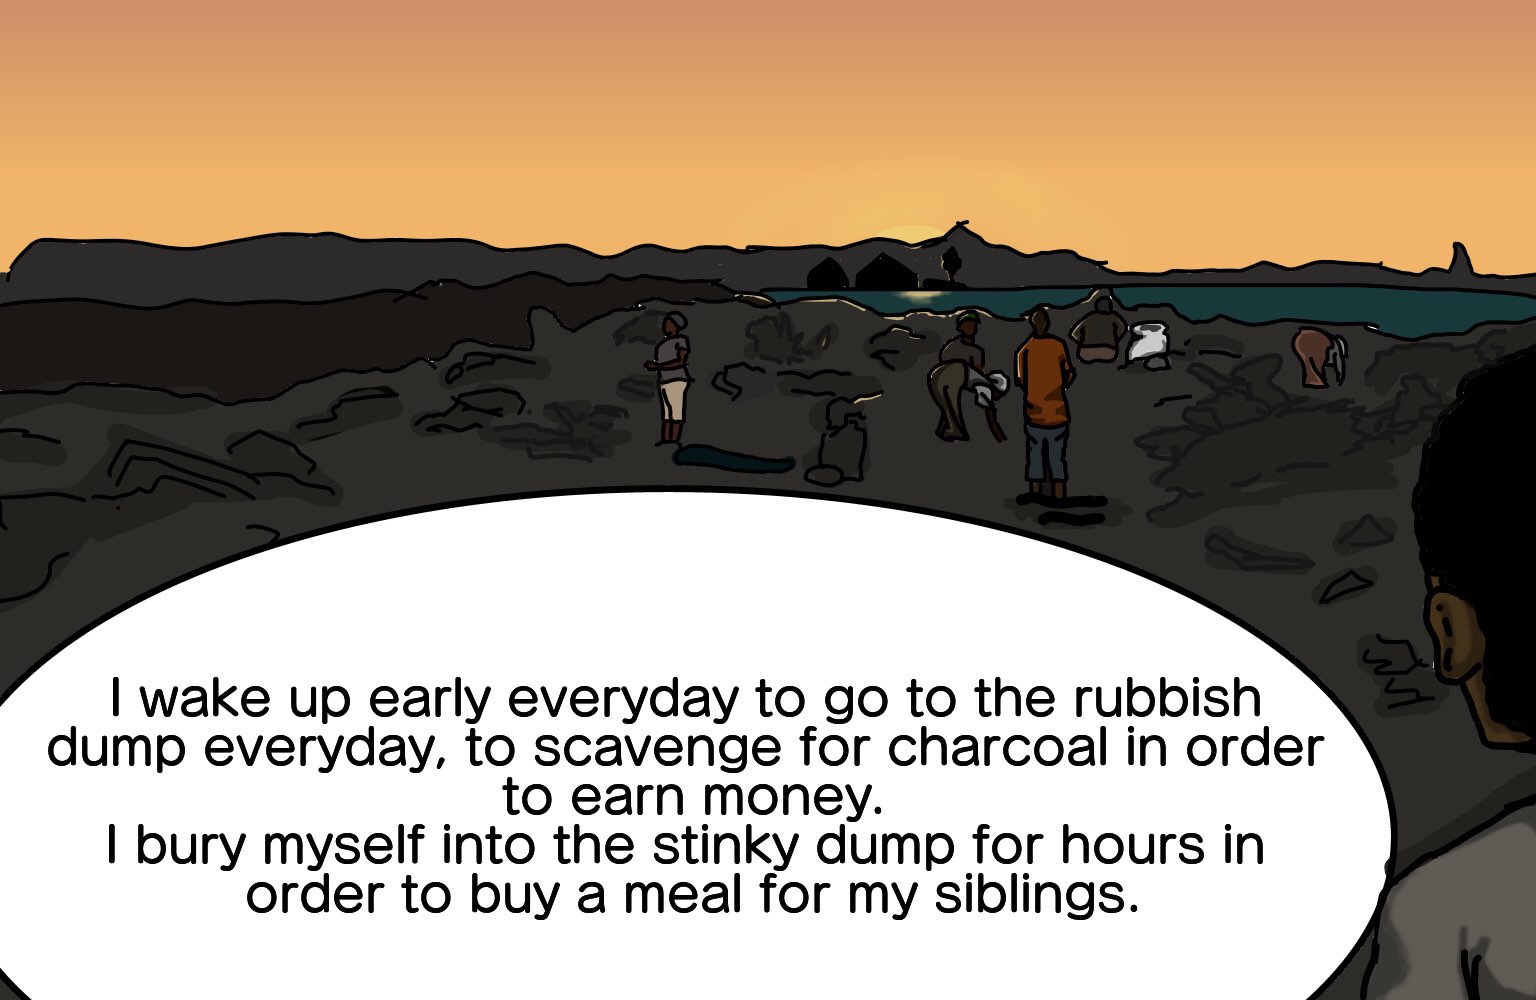 I wake up early everyday to go to the rubbish
dump everyday, to scavenge for charcoal in order
to earn money.
I bury myself into the stinky dump for hours in
order to buy a meal for my siblings.